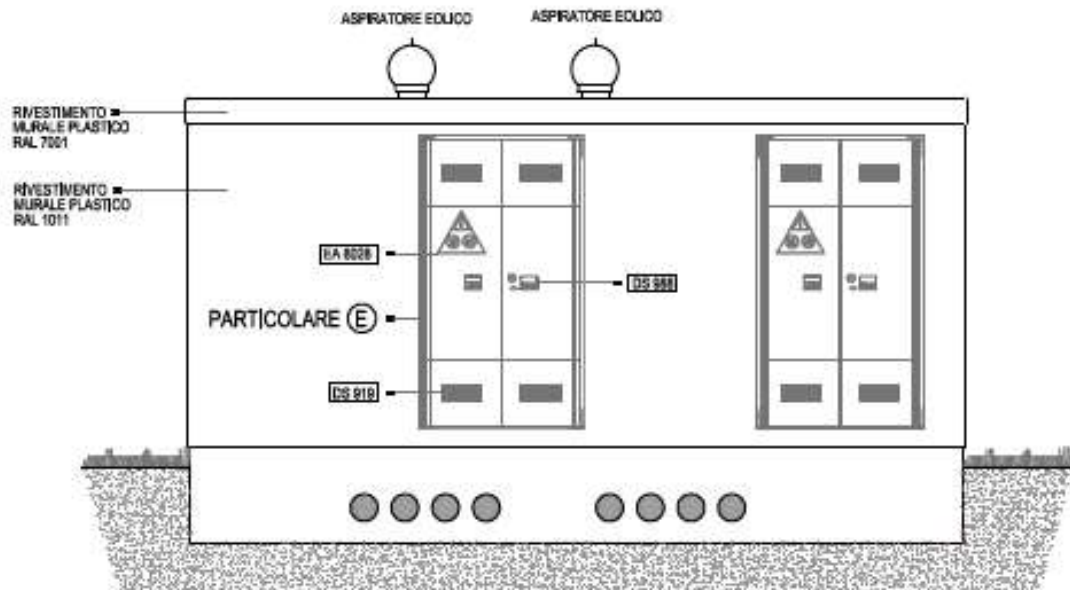 ASPIRATORE EOLICO
ASPIRATORE EOLICO
RIVESTIMENTO
MURALE PLASTICO
RAL 7001
RIVESTIMENTO
MURALE PLASTICO
RAL 1011
EA 8028
DS 988
PARTICOLARE E
DS 919